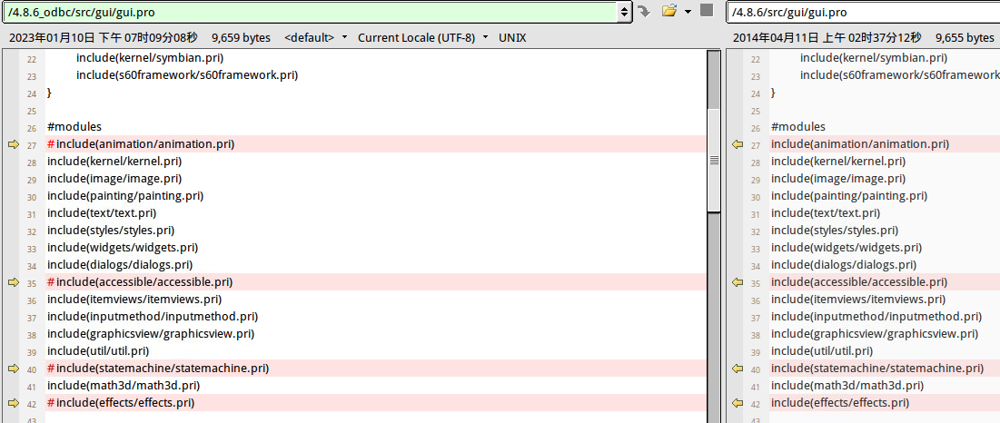 /4.8.6_odbc/src/gui/gui.pro
2023年01月10日 下午 07时09分08秒 9,659 bytes <default> Current Locale (UTF-8) UNIX
22 include(kernel/symbian.pri)
23 include(s60framework/s60framework.pri)
24 }
25
26 #modules
27 #include(animation/animation.pri)
28 include(kernel/kernel.pri)
29 include(image/image.pri)
30 include(painting/painting.pri)
31 include(text/text.pri)
32 include(styles/styles.pri)
33 include(widgets/widgets.pri)
34 include(dialogs/dialogs.pri)
35 #include(accessible/accessible.pri)
36 include(itemviews/itemviews.pri)
37 include(inputmethod/inputmethod.pri)
38 include(graphicsview/graphicsview.pri)
39 include(util/util.pri)
40 #include(statemachine/statemachine.pri)
41 include(math3d/math3d.pri)
42 #include(effects/effects.pri)
43
/4.8.6/src/gui/gui.pro
2014年04月11日 上午 02时37分12秒 9,655 bytes
22 include(kernel/symbian.pri)
23 include(s60framework/s60framework
24 }
25
26 #modules
27 include(animation/animation.pri)
28 include(kernel/kernel.pri)
29 include(image/image.pri)
30 include(painting/painting.pri)
31 include(text/text.pri)
32 include(styles/styles.pri)
33 include(widgets/widgets.pri)
34 include(dialogs/dialogs.pri)
35 include(accessible/accessible.pri)
36 include(itemviews/itemviews.pri)
37 include(inputmethod/inputmethod.pri)
38 include(graphicsview/graphicsview.pri)
39 include(util/util.pri)
40 include(statemachine/statemachine.pri)
41 include(math3d/math3d.pri)
42 include(effects/effects.pri)
43